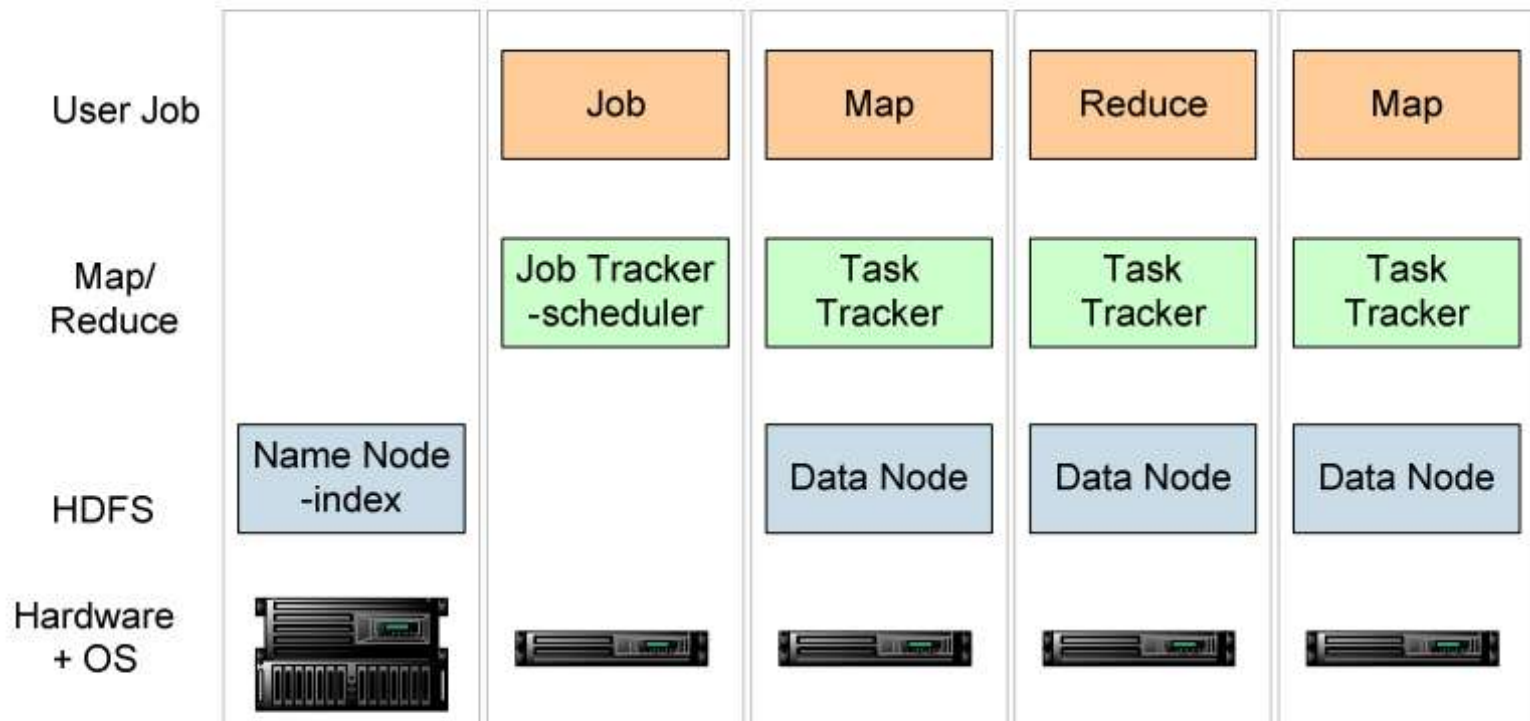 User Job
Job
Map
Reduce
Map
Map/
Reduce
Job Tracker
-scheduler
Task
Tracker
Task
Tracker
Task
Tracker
HDFS
Name Node
-index
Data Node
Data Node
Data Node
Hardware
+ OS